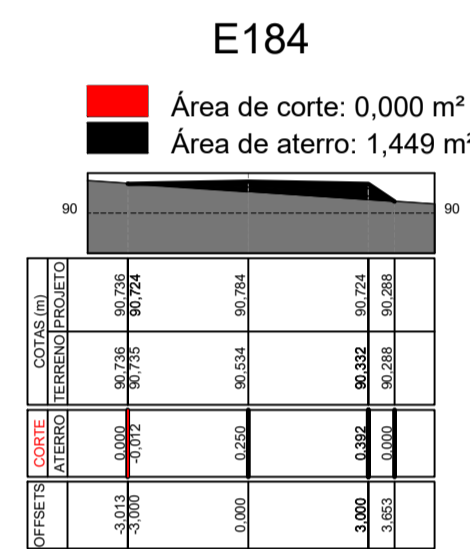 E184
Área de corte: 0,000 m²
Área de aterro: 1,449 m²
90
90
COTAS (m)
PROJETO
90,736
90,724
90,784
90,724
90,288
TERRENO
90,736
90,735
90,534
90,332
90,288
CORTE
ATERRO
0,000
-0,012
0,250
0,392
0,000
OFFSETS
-3,013
-3,000
0,000
3,000
3,653